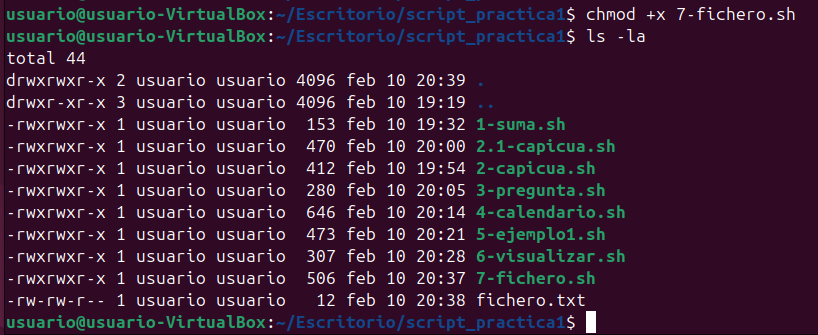 usuario@usuario-VirtualBox:~/Escritorio/script_practica1$ chmod +x 7-fichero.sh
usuario@usuario-VirtualBox:~/Escritorio/script_practica1$ ls -la
total 44
drwxrwxr-x 2 usuario usuario 4096 feb 10 20:39 .
drwxr-xr-x 3 usuario usuario 4096 feb 10 19:19 ..
-rwxrwxr-x 1 usuario usuario  153 feb 10 19:32 1-suma.sh
-rwxrwxr-x 1 usuario usuario  470 feb 10 20:00 2.1-capicua.sh
-rwxrwxr-x 1 usuario usuario  412 feb 10 19:54 2-capicua.sh
-rwxrwxr-x 1 usuario usuario  280 feb 10 20:05 3-pregunta.sh
-rwxrwxr-x 1 usuario usuario  646 feb 10 20:14 4-calendario.sh
-rwxrwxr-x 1 usuario usuario  473 feb 10 20:21 5-ejemplo1.sh
-rwxrwxr-x 1 usuario usuario  307 feb 10 20:28 6-visualizar.sh
-rwxrwxr-x 1 usuario usuario  506 feb 10 20:37 7-fichero.sh
-rw-rw-r-- 1 usuario usuario   12 feb 10 20:38 fichero.txt
usuario@usuario-VirtualBox:~/Escritorio/script_practica1$